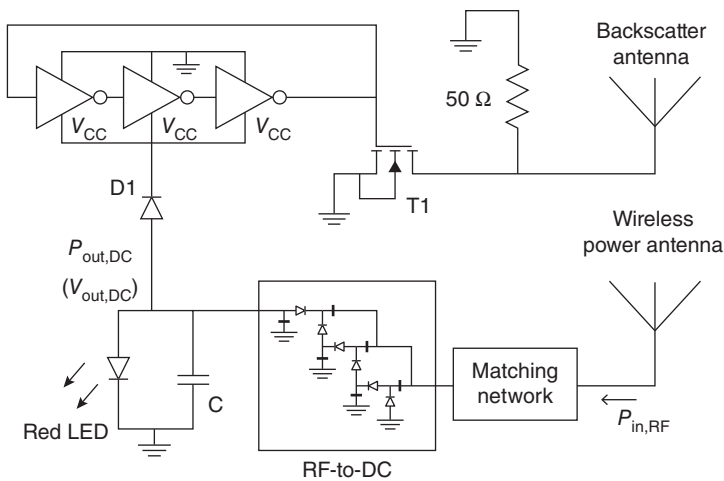 Backscatter
antenna
50 Ω
V_CC
V_CC
V_CC
D1
T1
P_out,DC
(V_out,DC)
Wireless
power antenna
Matching
network
C
P_in,RF
Red LED
RF-to-DC